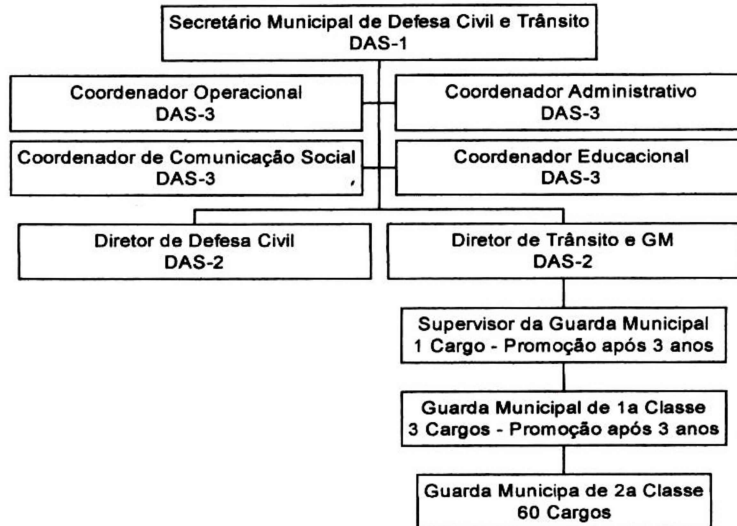 Secretário Municipal de Defesa Civil e Trânsito
DAS-1
Coordenador Operacional
DAS-3
Coordenador Administrativo
DAS-3
Coordenador de Comunicação Social
DAS-3
Coordenador Educacional
DAS-3
Diretor de Defesa Civil
DAS-2
Diretor de Trânsito e GM
DAS-2
Supervisor da Guarda Municipal
1 Cargo - Promoção após 3 anos
Guarda Municipal de 1a Classe
3 Cargos - Promoção após 3 anos
Guarda Municipa de 2a Classe
60 Cargos